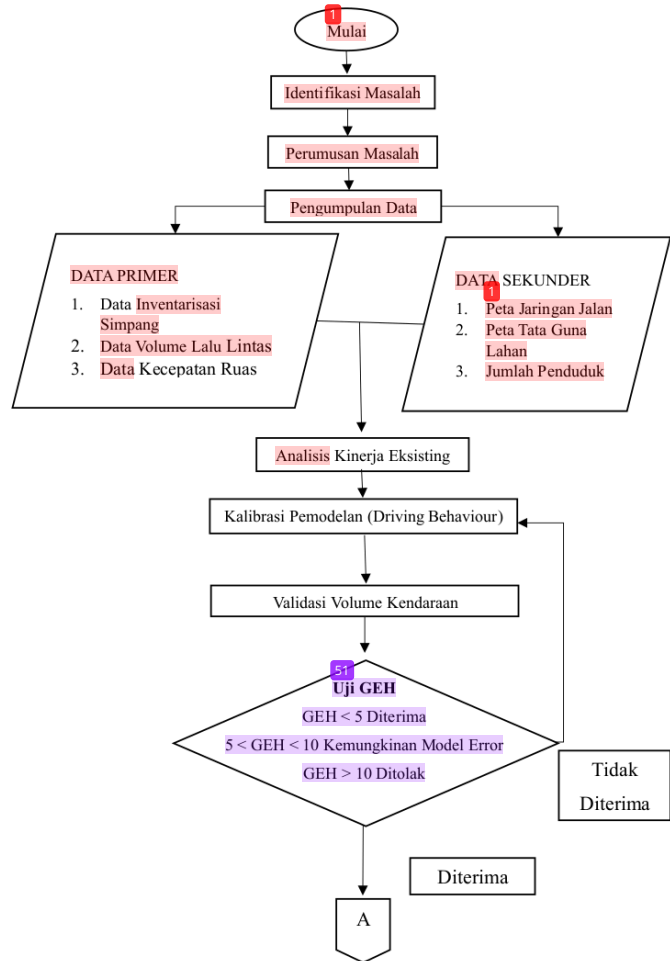 1
Mulai
Identifikasi Masalah
Perumusan Masalah
Pengumpulan Data
DATA PRIMER
1. Data Inventarisasi
Simpang
2. Data Volume Lalu Lintas
3. Data Kecepatan Ruas
DATA SEKUNDER
1
1. Peta Jaringan Jalan
2. Peta Tata Guna
Lahan
3. Jumlah Penduduk
Analisis Kinerja Eksisting
Kalibrasi Pemodelan (Driving Behaviour)
Validasi Volume Kendaraan
51
Uji GEH
GEH < 5 Diterima
5 < GEH < 10 Kemungkinan Model Error
GEH > 10 Ditolak
Tidak
Diterima
Diterima
A